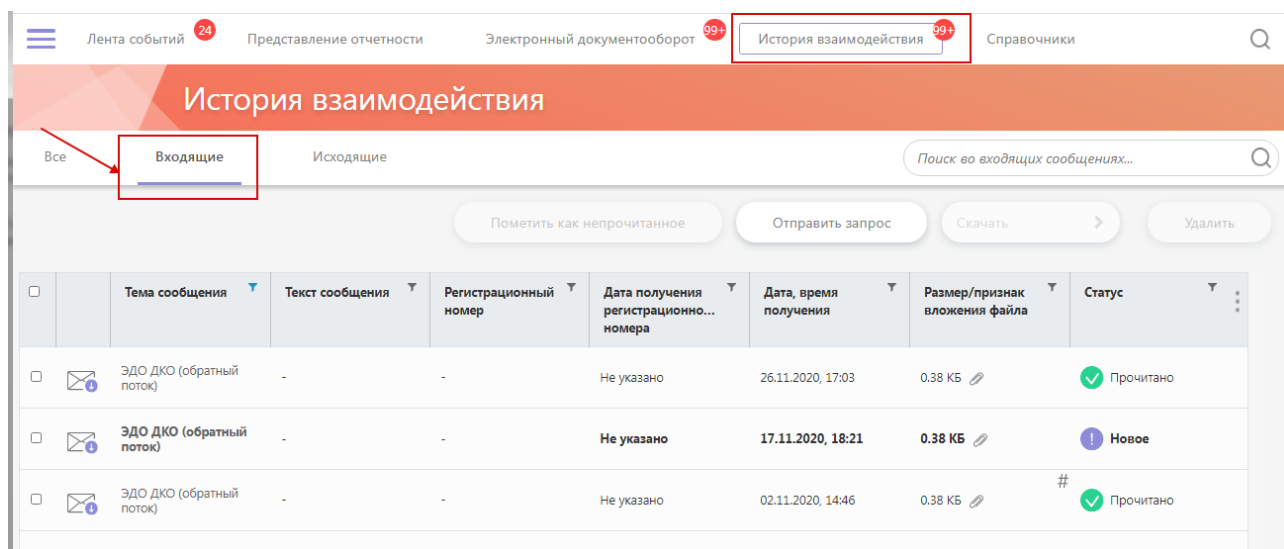 Лента событий 24 Представление отчетности Электронный документооборот 99+ История взаимодействия 99+ Справочники
История взаимодействия
Все Входящие Исходящие Поиск во входящих сообщениях...
Пометить как непрочитанное Отправить запрос Скачать Удалить
Тема сообщения Текст сообщения Регистрационный номер Дата получения регистрационно... номера Дата, время получения Размер/признак вложения файла Статус
ЭДО ДКО (обратный поток) - - Не указано 26.11.2020, 17:03 0.38 КБ Прочитано
ЭДО ДКО (обратный поток) - - Не указано 17.11.2020, 18:21 0.38 КБ Новое
#
ЭДО ДКО (обратный поток) - - Не указано 02.11.2020, 14:46 0.38 КБ Прочитано